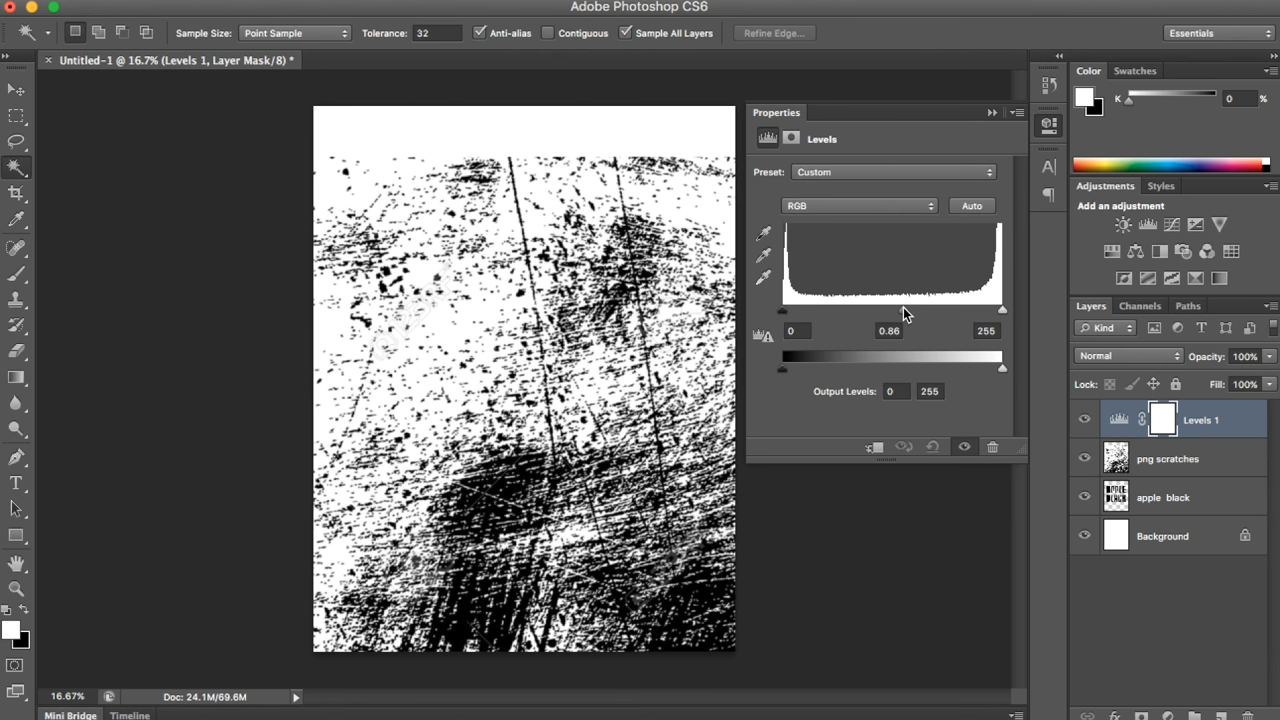 Adobe Photoshop CS6
Sample Size: Point Sample Tolerance: 32 Anti-alias Contiguous Sample All Layers Refine Edge... Essentials
Untitled-1 @ 16.7% (Levels 1, Layer Mask/8) *
Color Swatches
K 0 %
Properties
Levels
Preset: Custom
RGB Auto
0 0.86 255
Output Levels: 0 255
A
Adjustments Styles
Add an adjustment
Layers Channels Paths
Kind
Normal Opacity: 100%
Lock: Fill: 100%
Levels 1
png scratches
APPLE
BLACK
apple black
Background
16.67% Doc: 24.1M/69.6M
Mini Bridge Timeline